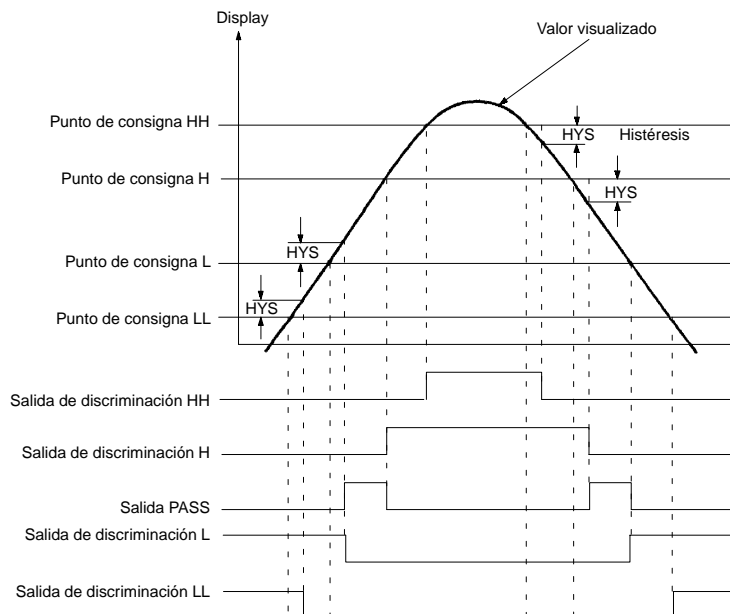 Display
Valor visualizado
Punto de consigna HH
HYS
Histéresis
Punto de consigna H
HYS
HYS
Punto de consigna L
HYS
Punto de consigna LL
Salida de discriminación HH
Salida de discriminación H
Salida PASS
Salida de discriminación L
Salida de discriminación LL